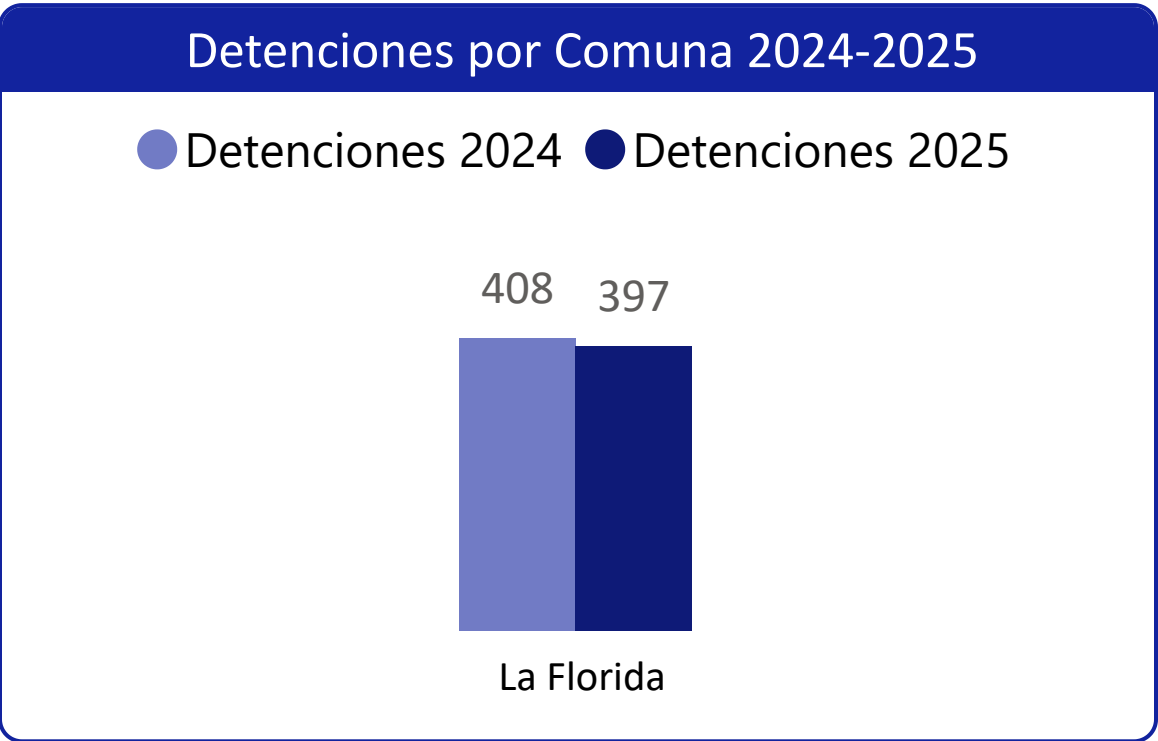 Detenciones por Comuna 2024-2025
Detenciones 2024 Detenciones 2025
408 397
La Florida